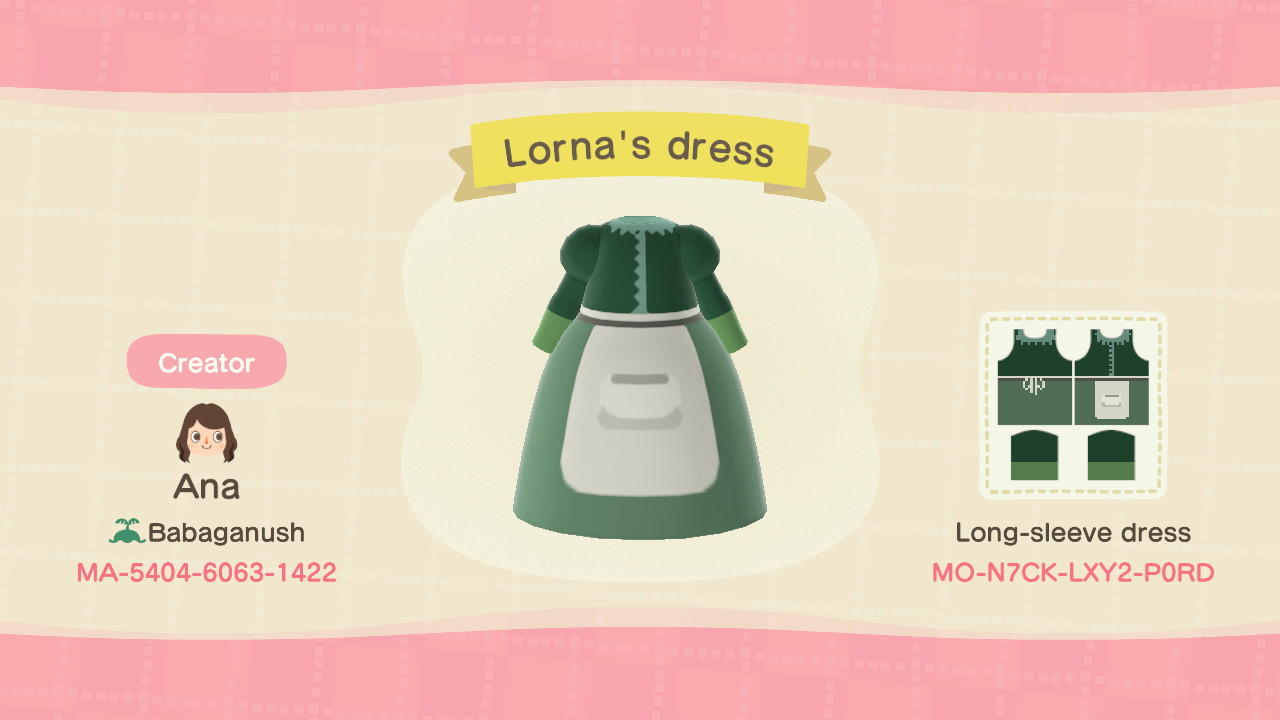 Lorna's dress
Creator
Ana
Babaganush
MA-5404-6063-1422
Long-sleeve dress
MO-N7CK-LXY2-P0RD